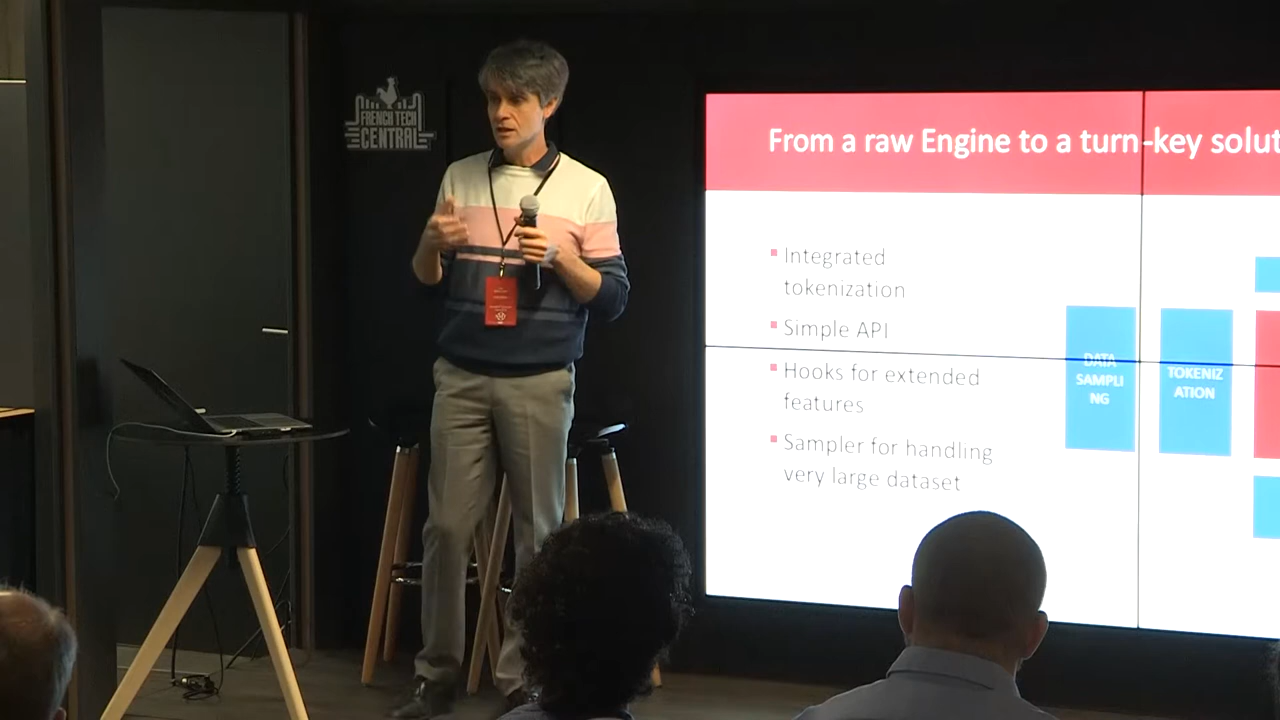 FRENCH TECH
CENTRAL
From a raw Engine to a turn-key solut
Integrated
tokenization
Simple API
Hooks for extended
features
Sampler for handling
very large dataset
DATA
SAMPLI
NG
TOKENIZ
ATION